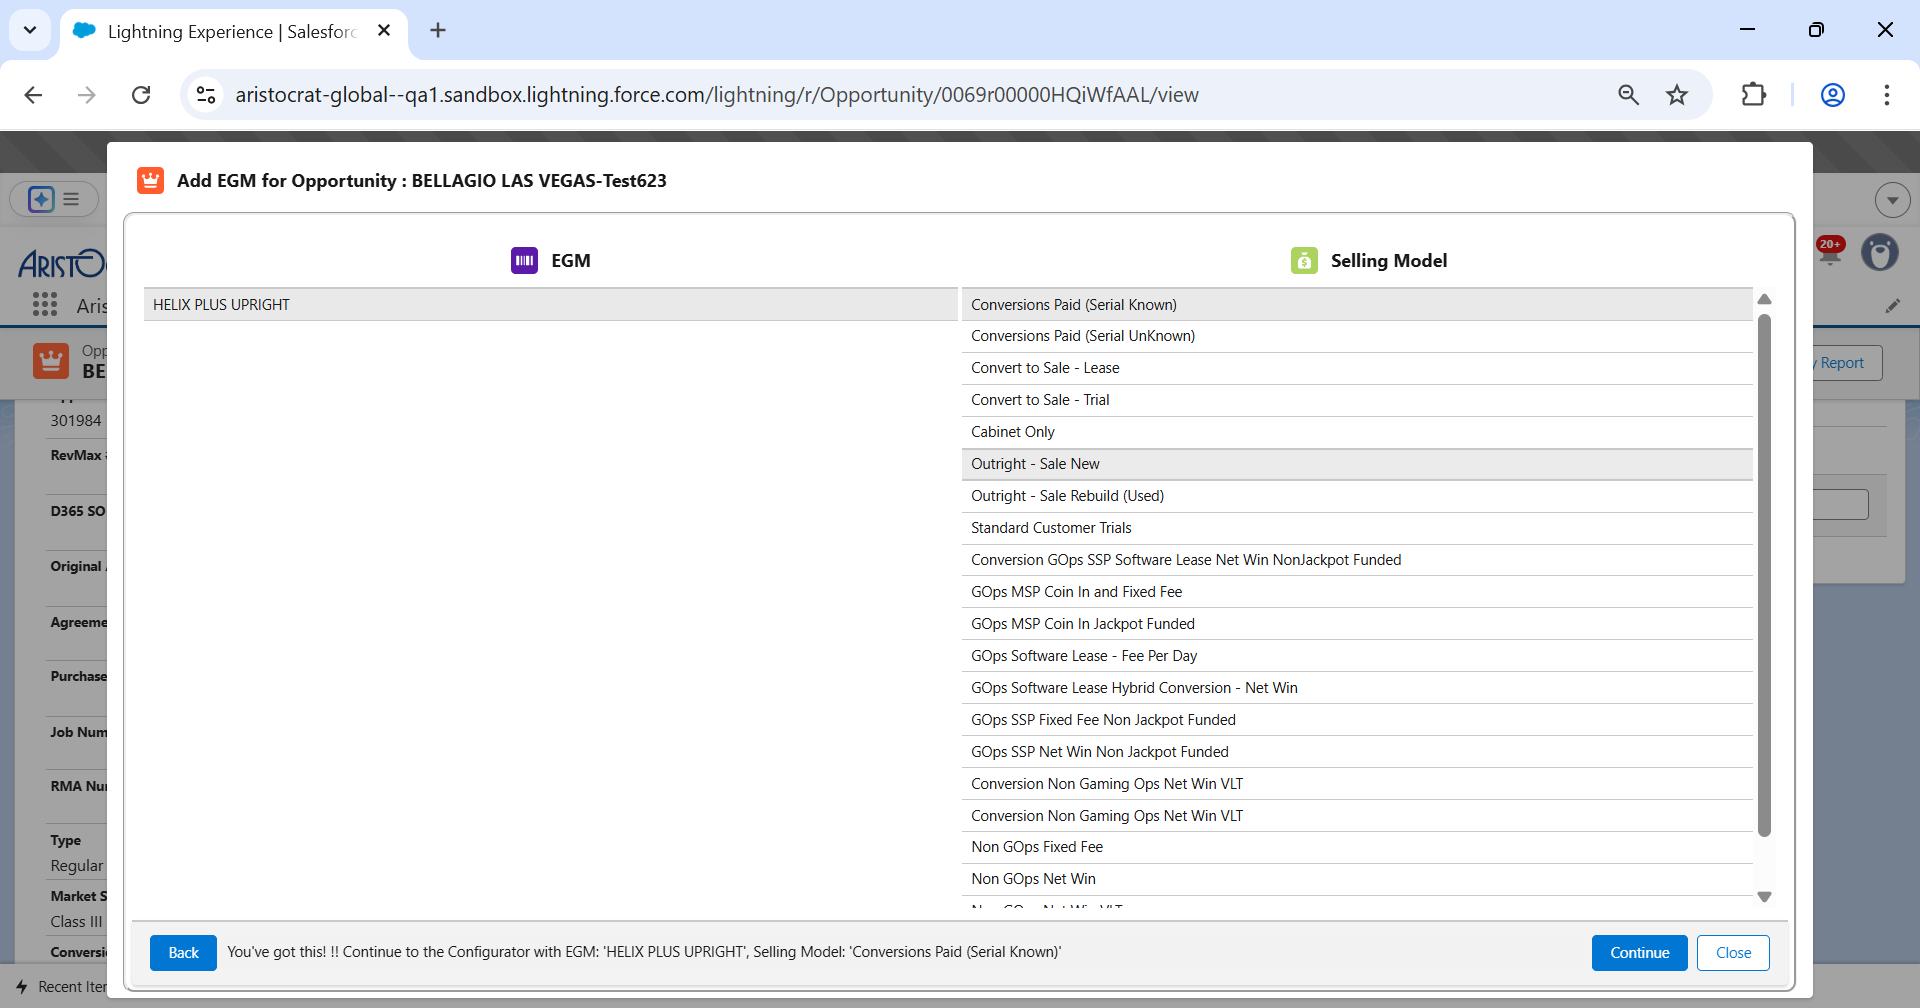 Lightning Experience | Salesforc
aristocrat-global--qa1.sandbox.lightning.force.com/lightning/r/Opportunity/0069r00000HQiWfAAL/view
Add EGM for Opportunity : BELLAGIO LAS VEGAS-Test623
EGM
Selling Model
HELIX PLUS UPRIGHT
Conversions Paid (Serial Known)
Conversions Paid (Serial UnKnown)
Convert to Sale - Lease
Convert to Sale - Trial
Cabinet Only
Outright - Sale New
Outright - Sale Rebuild (Used)
Standard Customer Trials
Conversion GOps SSP Software Lease Net Win NonJackpot Funded
GOps MSP Coin In and Fixed Fee
GOps MSP Coin In Jackpot Funded
GOps Software Lease - Fee Per Day
GOps Software Lease Hybrid Conversion - Net Win
GOps SSP Fixed Fee Non Jackpot Funded
GOps SSP Net Win Non Jackpot Funded
Conversion Non Gaming Ops Net Win VLT
Conversion Non Gaming Ops Net Win VLT
Non GOps Fixed Fee
Non GOps Net Win
Non GOps Net Win VLT
Back
You've got this! !! Continue to the Configurator with EGM: 'HELIX PLUS UPRIGHT', Selling Model: 'Conversions Paid (Serial Known)'
Continue
Close
ARISTO
Aris
Opp
BE
301984
RevMax
D365 SO
Original
Agreeme
Purchase
Job Num
RMA Nu
Type
Regular
Market S
Class III
Conversi
Recent Iter
20+
y Report